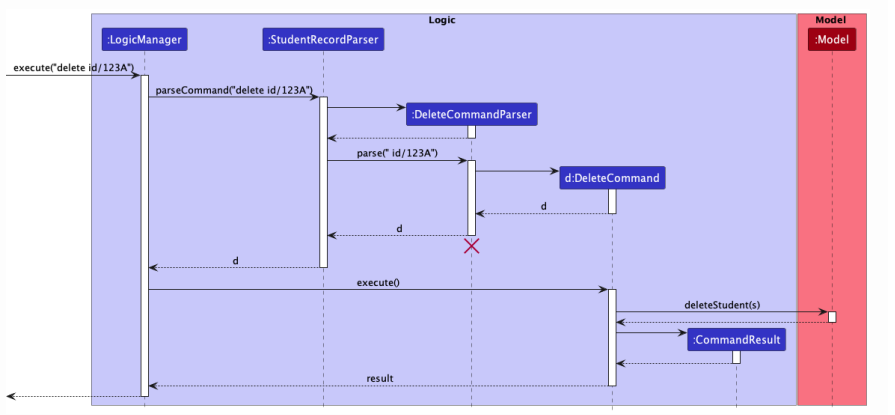 Logic
Model
:LogicManager
:StudentRecordParser
:Model
execute("delete id/123A")
parseCommand("delete id/123A")
:DeleteCommandParser
parse(" id/123A")
d:DeleteCommand
d
d
d
execute()
deleteStudent(s)
:CommandResult
result